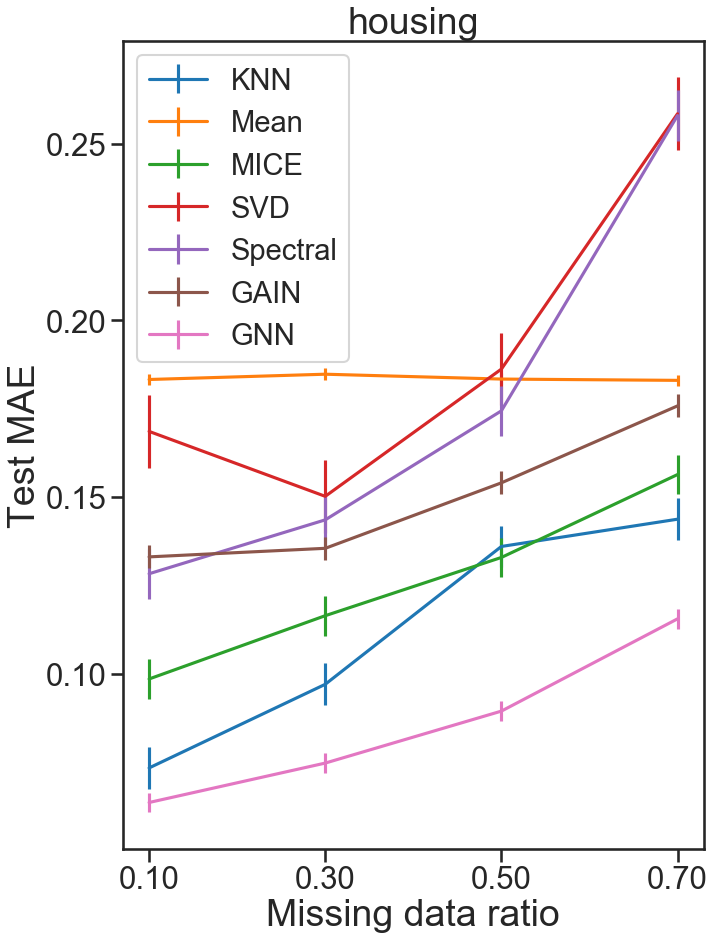 housing
KNN
Mean
MICE
SVD
Spectral
GAIN
GNN
Test MAE
0.25
0.20
0.15
0.10
0.10 0.30 0.50 0.70
Missing data ratio